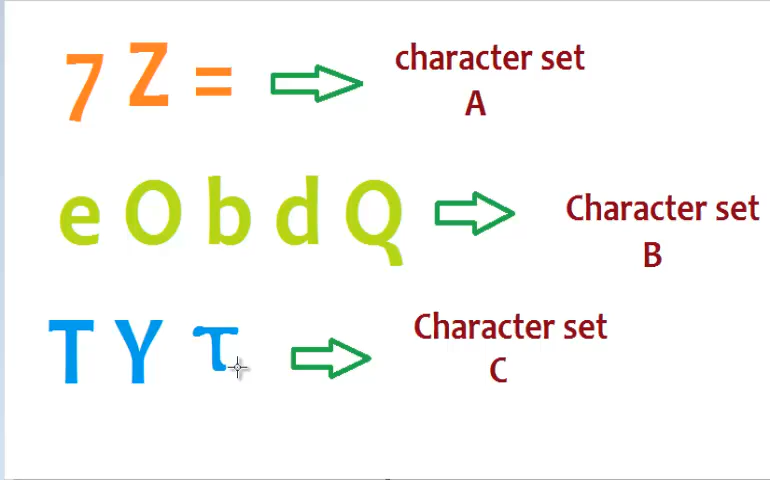 7 Z = character set
A
e O b d Q Character set
B
T Y τ Character set
C